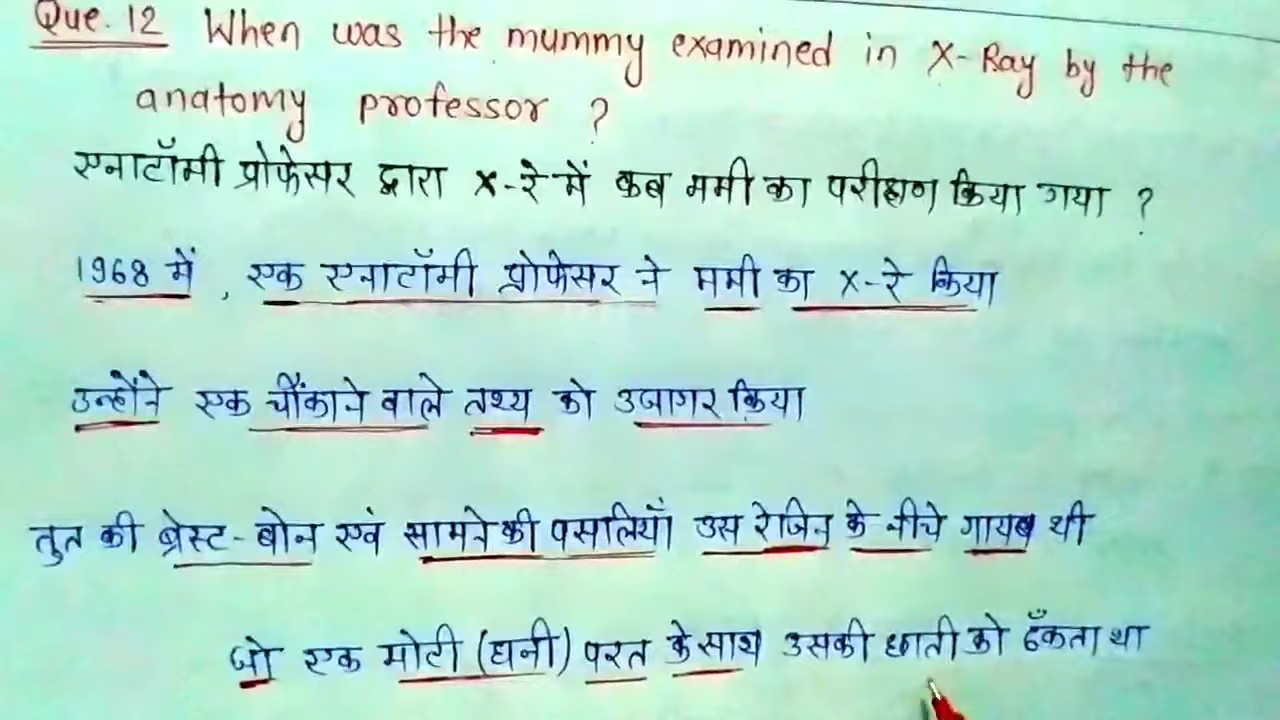 Que. 12 When was the mummy examined in X-Ray by the
anatomy professor ?
एनाटॉमी प्रोफेसर द्वारा X-रे में कब ममी का परीक्षण किया गया ?
1968 में , एक एनाटॉमी प्रोफेसर ने ममी का X-रे किया
उन्होंने एक चौंकाने वाले तथ्य को उजागर किया
तुत की ब्रेस्ट-बोन एवं सामने की पसलियाँ उस रेजिन के नीचे गायब थी
जो एक मोटी (घनी) परत के साथ उसकी छाती को ढँकता था